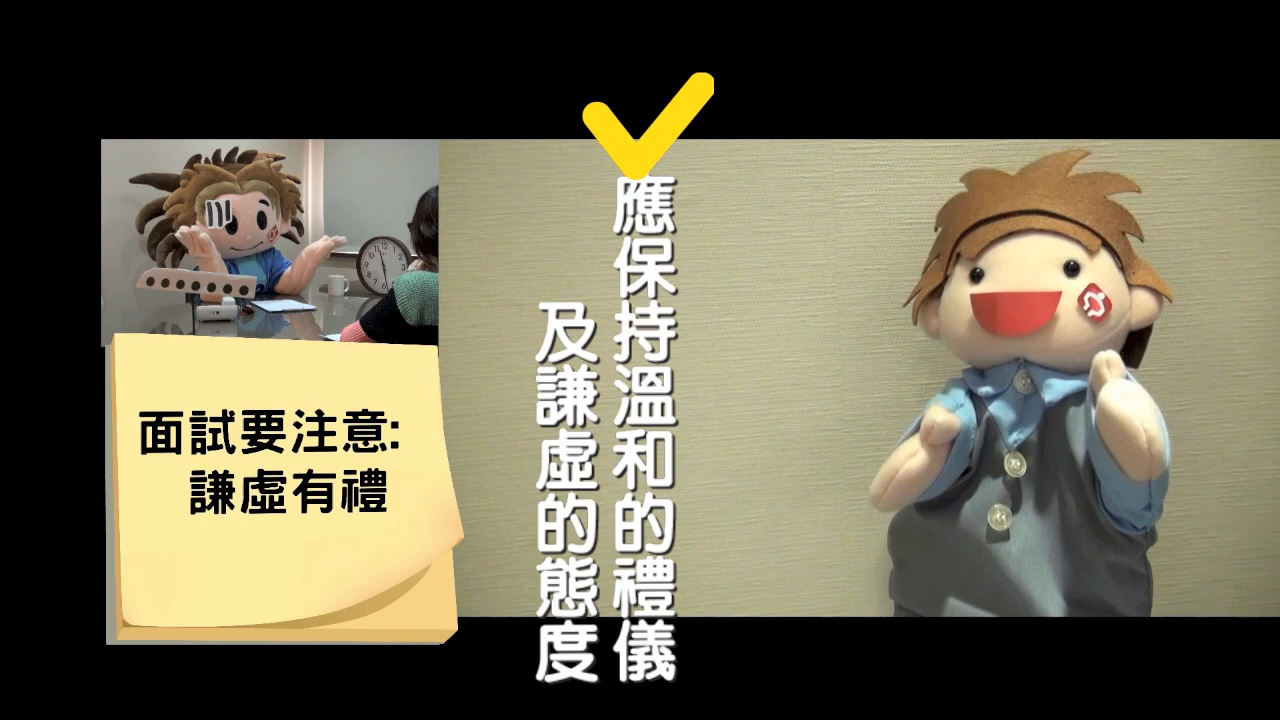 面試要注意:
謙虛有禮
應保持溫和的禮儀
及謙虛的態度